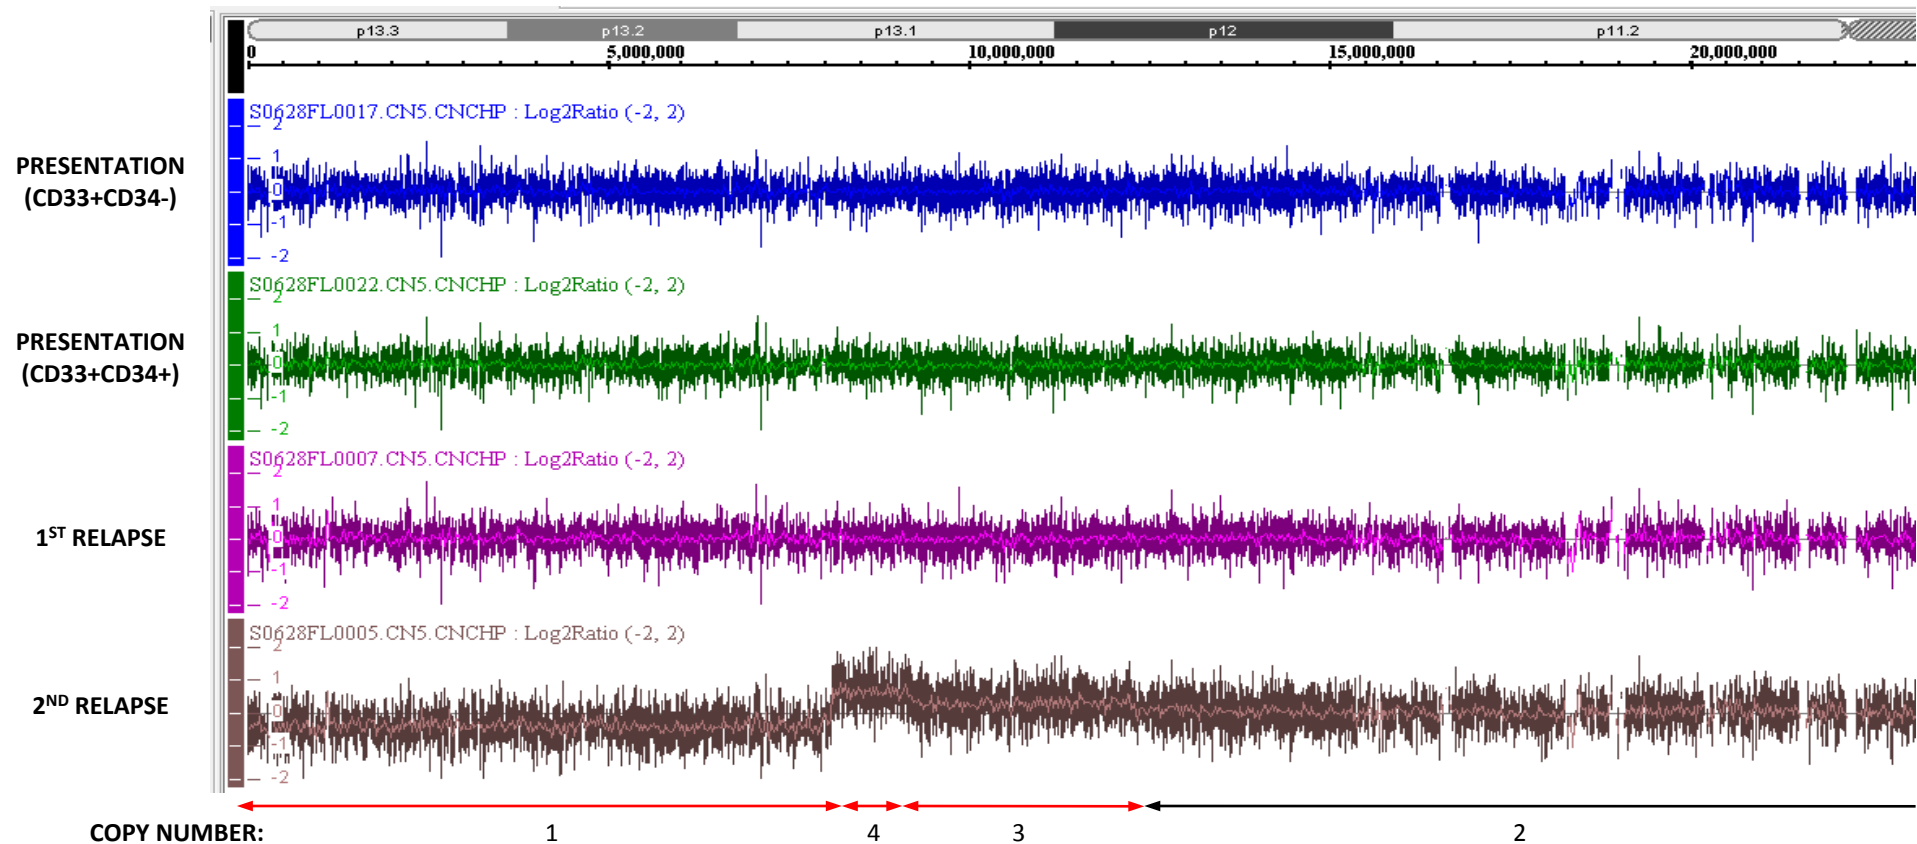 p13.3 p13.2 p13.1 p12 p11.2
0 5,000,000 10,000,000 15,000,000 20,000,000
S0628FL0017.CN5.CNCHP : Log2Ratio (-2, 2)
2
1
0
-1
-2
PRESENTATION
(CD33+CD34-)
S0628FL0022.CN5.CNCHP : Log2Ratio (-2, 2)
2
1
0
-1
-2
PRESENTATION
(CD33+CD34+)
S0628FL0007.CN5.CNCHP : Log2Ratio (-2, 2)
2
1
0
-1
-2
1ST RELAPSE
S0628FL0005.CN5.CNCHP : Log2Ratio (-2, 2)
2
1
0
-1
-2
2ND RELAPSE
COPY NUMBER: 1 4 3 2